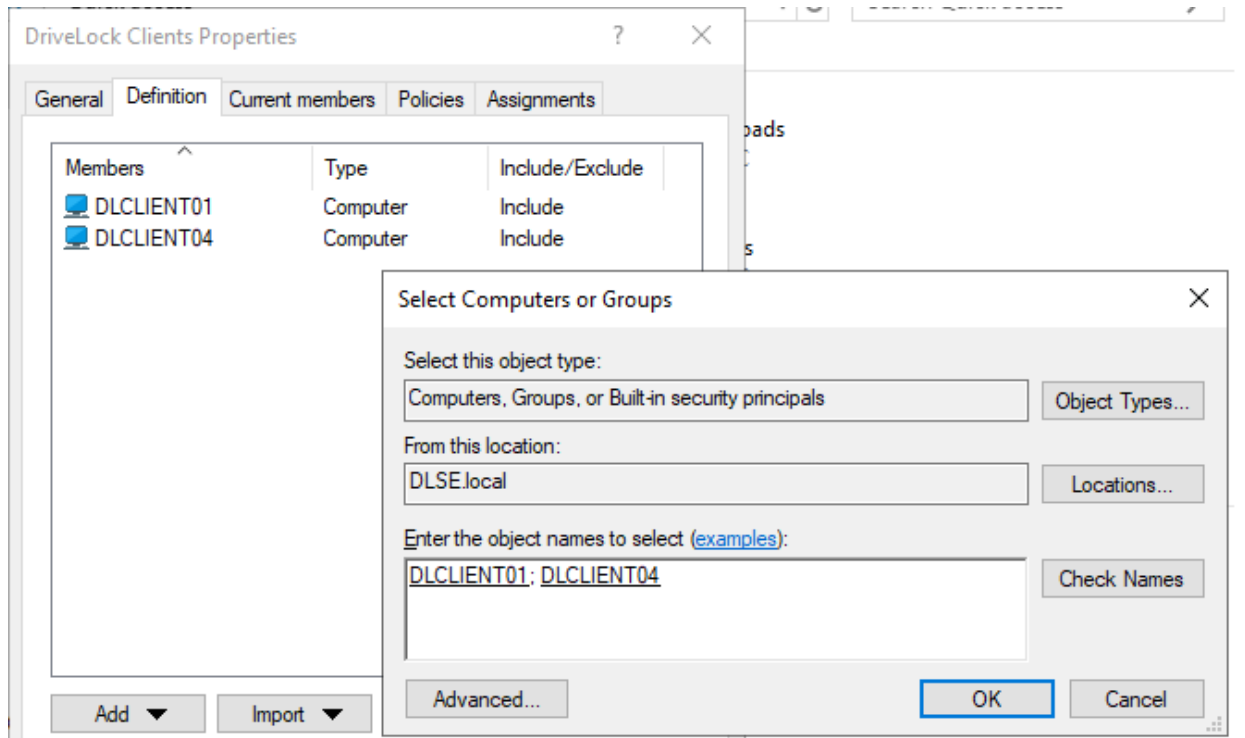 DriveLock Clients Properties ?
General Definition Current members Policies Assignments
Members Type Include/Exclude
DLCLIENT01 Computer Include
DLCLIENT04 Computer Include
Select Computers or Groups
Select this object type:
Computers, Groups, or Built-in security principals Object Types...
From this location:
DLSE.local Locations...
Enter the object names to select (examples):
DLCLIENT01; DLCLIENT04 Check Names
Advanced... OK Cancel
Add Import